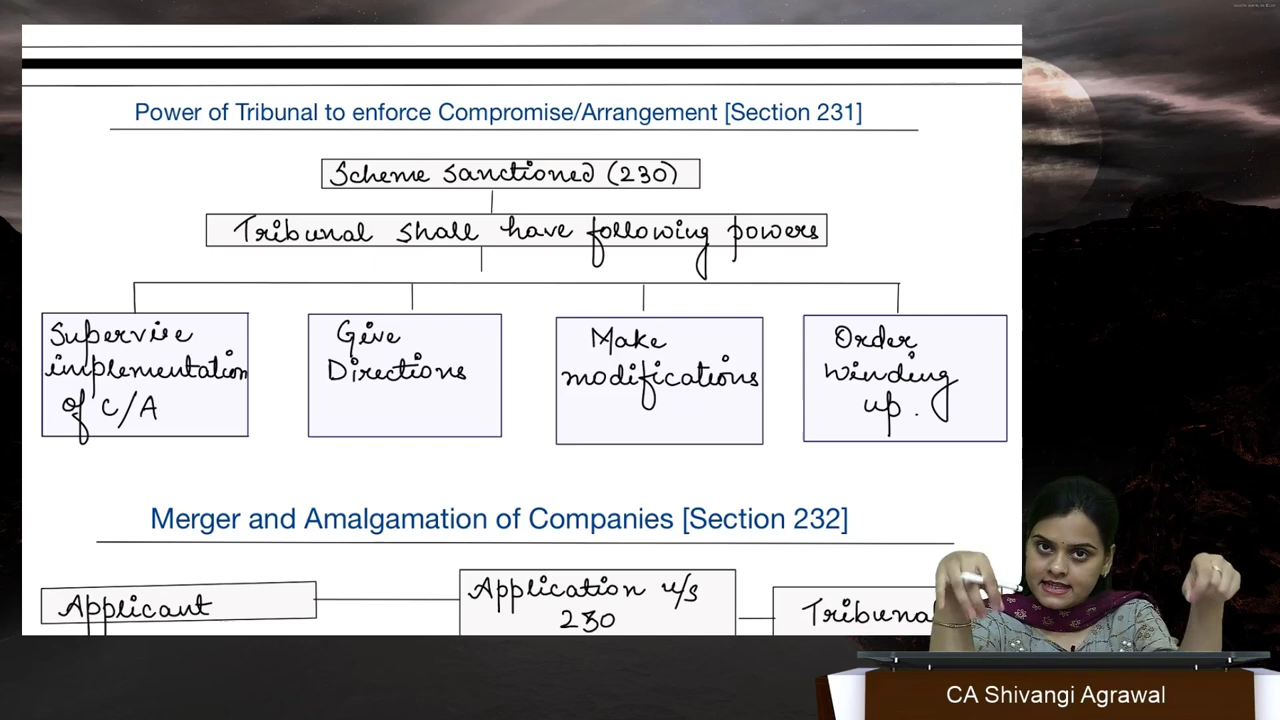 Power of Tribunal to enforce Compromise/Arrangement [Section 231]
Scheme sanctioned (230)
Tribunal shall have following powers
Supervise
implementation
of C/A
Give
Directions
Make
modifications
Order
winding
up.
Merger and Amalgamation of Companies [Section 232]
Applicant
Application u/s
230
Tribuna
CA Shivangi Agrawal